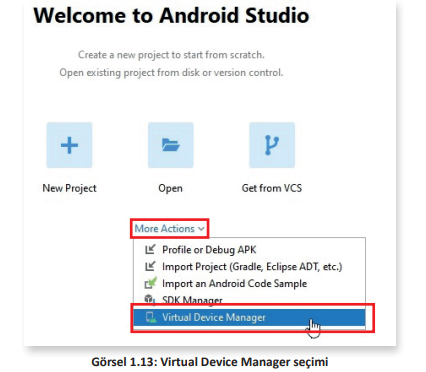 Welcome to Android Studio
Create a new project to start from scratch.
Open existing project from disk or version control.
New Project
Open
Get from VCS
More Actions
Profile or Debug APK
Import Project (Gradle, Eclipse ADT, etc.)
Import an Android Code Sample
SDK Manager
Virtual Device Manager
Görsel 1.13: Virtual Device Manager seçimi